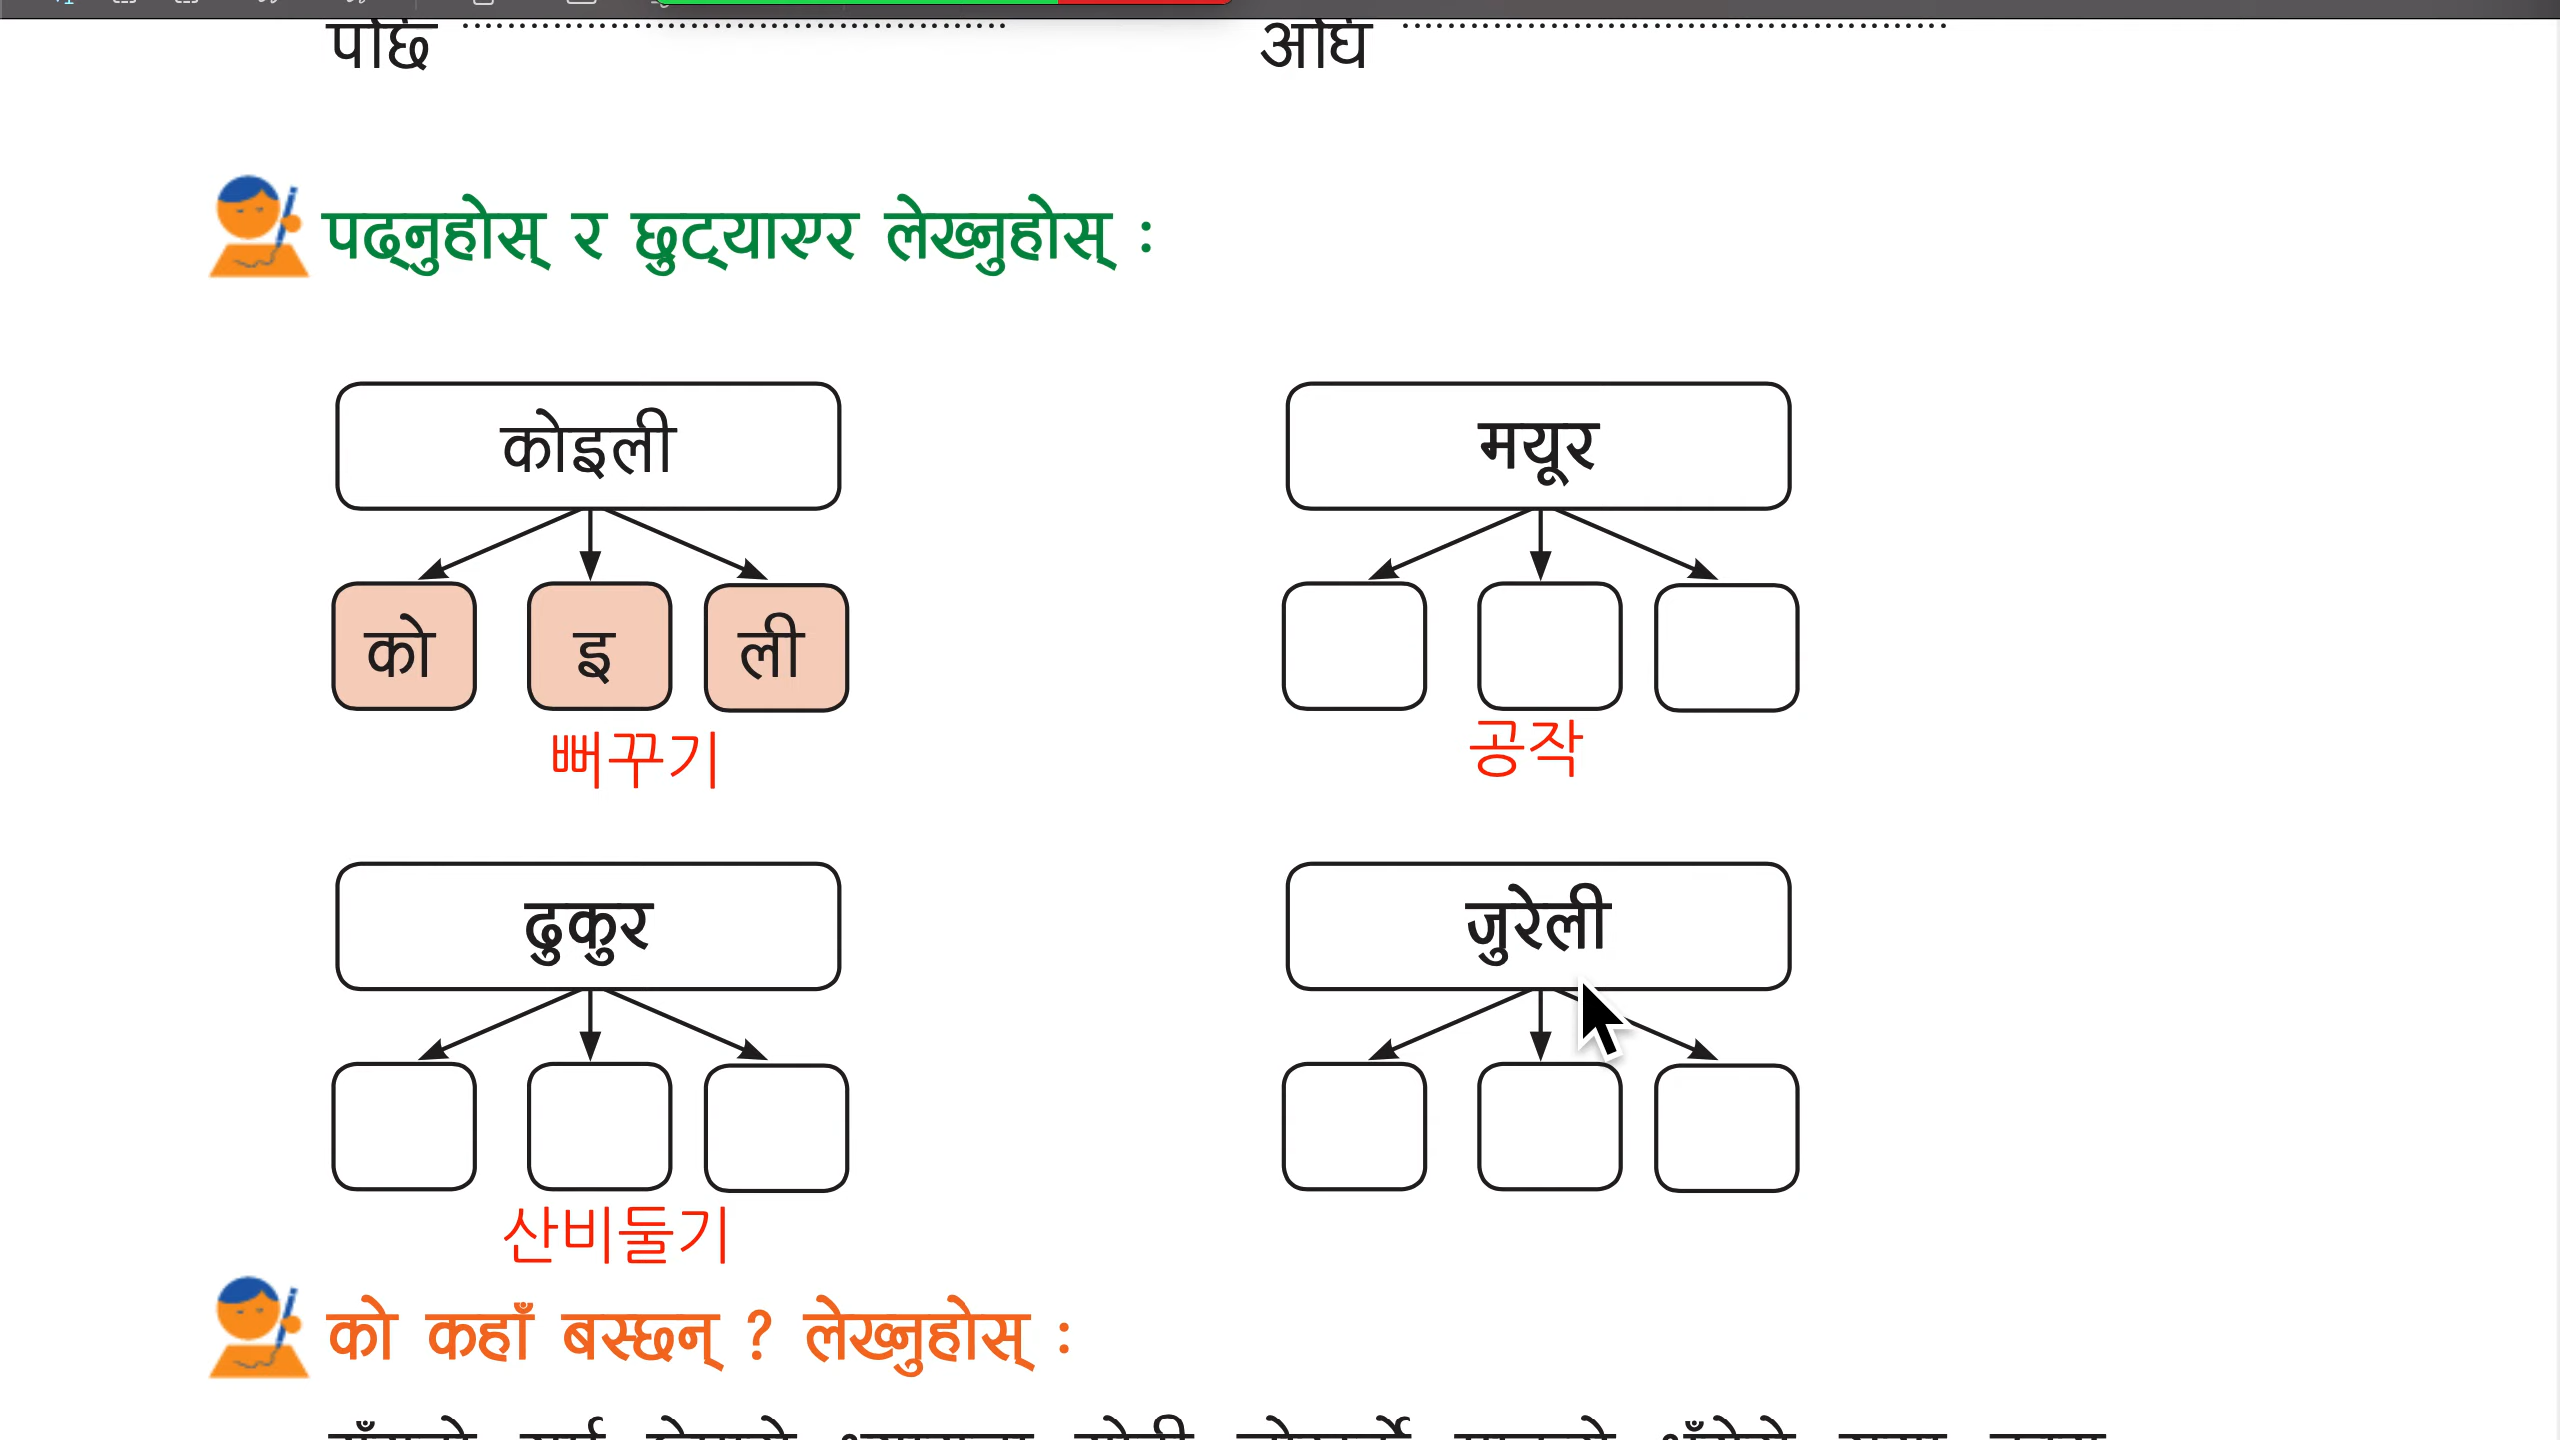 पछि ........................................ अघि ........................................
पढ्नुहोस् र छुट्याएर लेख्नुहोस् :
कोइली मयूर
को इ ली
뻐꾸기 공작
ढुकुर जुरेली
산비둘기
को कहाँ बस्छन् ? लेख्नुहोस् :